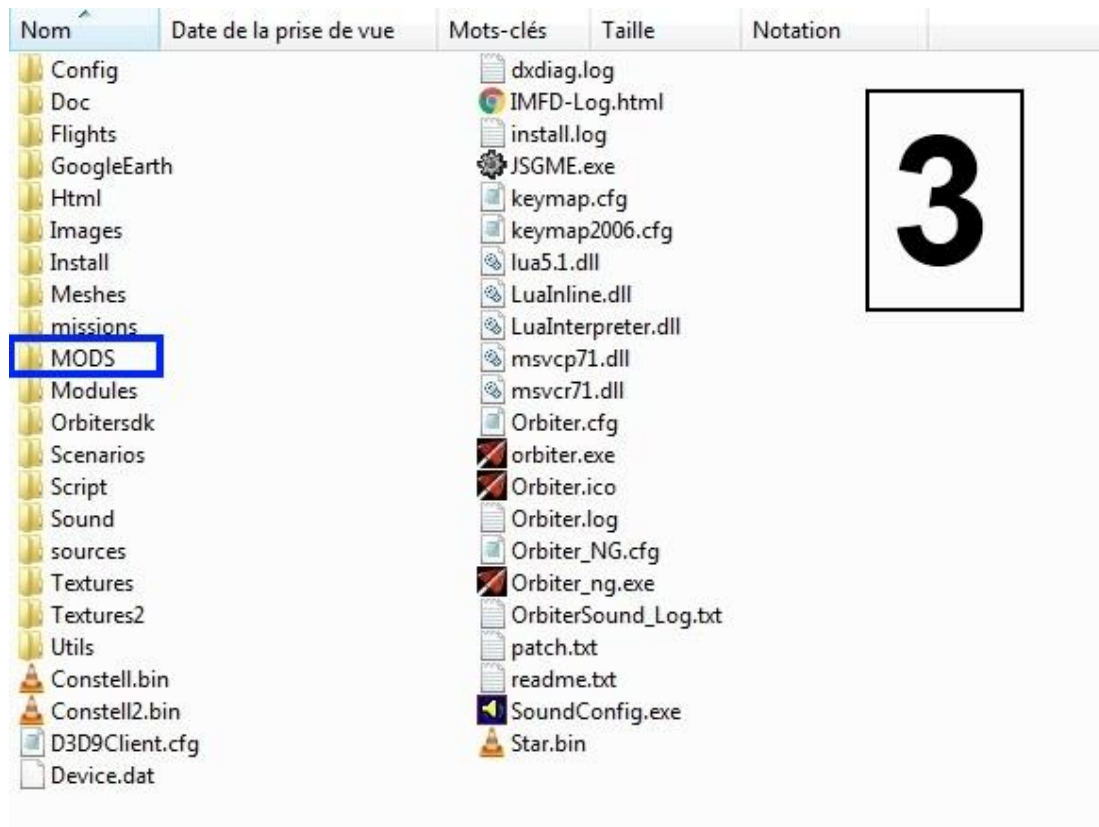 Nom Date de la prise de vue Mots-clés Taille Notation
Config
Doc
Flights
GoogleEarth
Html
Images
Install
Meshes
missions
MODS
Modules
Orbitersdk
Scenarios
Script
Sound
sources
Textures
Textures2
Utils
Constell.bin
Constell2.bin
D3D9Client.cfg
Device.dat
dxdiag.log
IMFD-Log.html
install.log
JSGME.exe
keymap.cfg
keymap2006.cfg
lua5.1.dll
LuaInline.dll
LuaInterpreter.dll
msvcp71.dll
msvcr71.dll
Orbiter.cfg
orbiter.exe
Orbiter.ico
Orbiter.log
Orbiter_NG.cfg
Orbiter_ng.exe
OrbiterSound_Log.txt
patch.txt
readme.txt
SoundConfig.exe
Star.bin
3